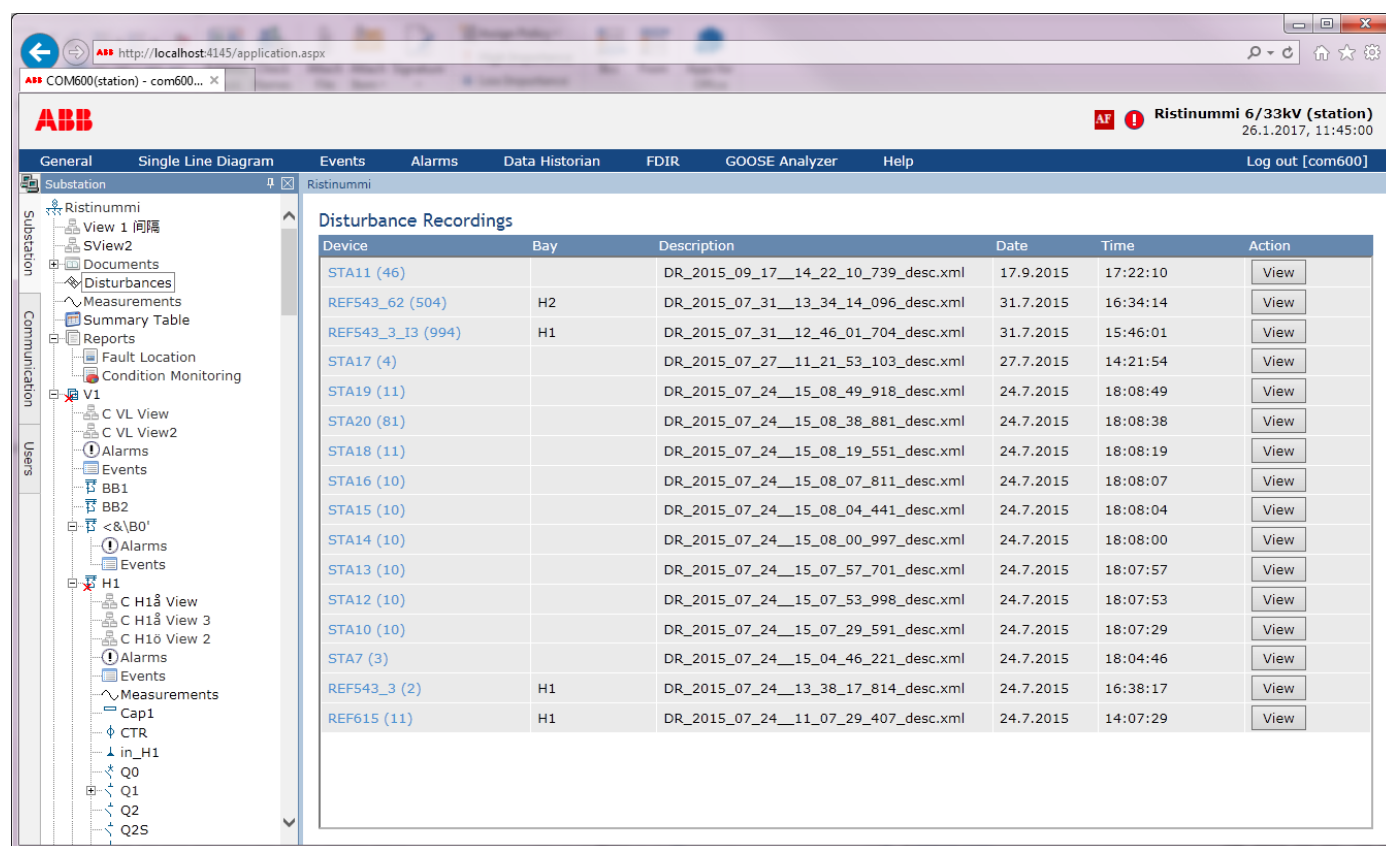 ABB http://localhost:4145/application.aspx
ABB COM600(station) - com600...
ABB
AF Ristinummi 6/33kV (station)
26.1.2017, 11:45:00
General Single Line Diagram Events Alarms Data Historian FDIR GOOSE Analyzer Help Log out [com600]
Substation
Communication
Users
Substation
Ristinummi
View 1 间隔
SView2
Documents
Disturbances
Measurements
Summary Table
Reports
Fault Location
Condition Monitoring
V1
C VL View
C VL View2
Alarms
Events
BB1
BB2
<&\B0'
Alarms
Events
H1
C H1å View
C H1å View 3
C H1ö View 2
Alarms
Events
Measurements
Cap1
CTR
in_H1
Q0
Q1
Q2
Q2S
Ristinummi
Disturbance Recordings
Device Bay Description Date Time Action
STA11 (46) DR_2015_09_17__14_22_10_739_desc.xml 17.9.2015 17:22:10 View
REF543_62 (504) H2 DR_2015_07_31__13_34_14_096_desc.xml 31.7.2015 16:34:14 View
REF543_3_I3 (994) H1 DR_2015_07_31__12_46_01_704_desc.xml 31.7.2015 15:46:01 View
STA17 (4) DR_2015_07_27__11_21_53_103_desc.xml 27.7.2015 14:21:54 View
STA19 (11) DR_2015_07_24__15_08_49_918_desc.xml 24.7.2015 18:08:49 View
STA20 (81) DR_2015_07_24__15_08_38_881_desc.xml 24.7.2015 18:08:38 View
STA18 (11) DR_2015_07_24__15_08_19_551_desc.xml 24.7.2015 18:08:19 View
STA16 (10) DR_2015_07_24__15_08_07_811_desc.xml 24.7.2015 18:08:07 View
STA15 (10) DR_2015_07_24__15_08_04_441_desc.xml 24.7.2015 18:08:04 View
STA14 (10) DR_2015_07_24__15_08_00_997_desc.xml 24.7.2015 18:08:00 View
STA13 (10) DR_2015_07_24__15_07_57_701_desc.xml 24.7.2015 18:07:57 View
STA12 (10) DR_2015_07_24__15_07_53_998_desc.xml 24.7.2015 18:07:53 View
STA10 (10) DR_2015_07_24__15_07_29_591_desc.xml 24.7.2015 18:07:29 View
STA7 (3) DR_2015_07_24__15_04_46_221_desc.xml 24.7.2015 18:04:46 View
REF543_3 (2) H1 DR_2015_07_24__13_38_17_814_desc.xml 24.7.2015 16:38:17 View
REF615 (11) H1 DR_2015_07_24__11_07_29_407_desc.xml 24.7.2015 14:07:29 View